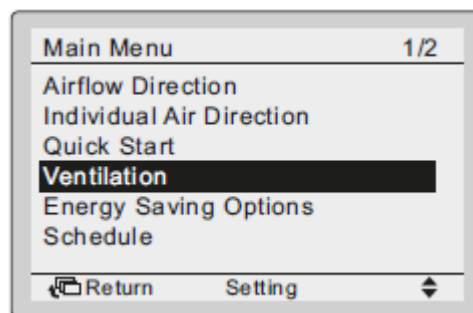 Main Menu 1/2
Airflow Direction
Individual Air Direction
Quick Start
Ventilation
Energy Saving Options
Schedule
Return Setting